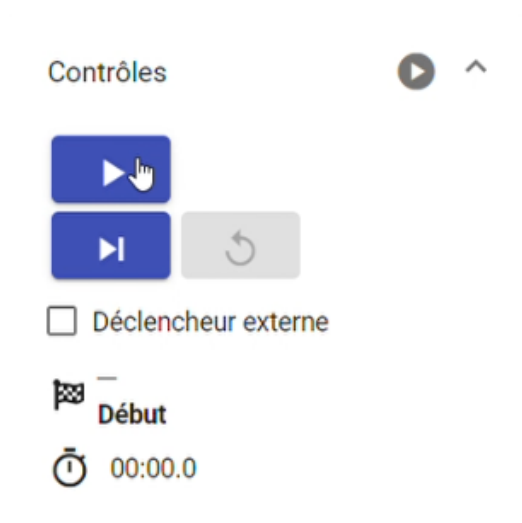 Contrôles
Déclencheur externe
—
Début
00:00.0